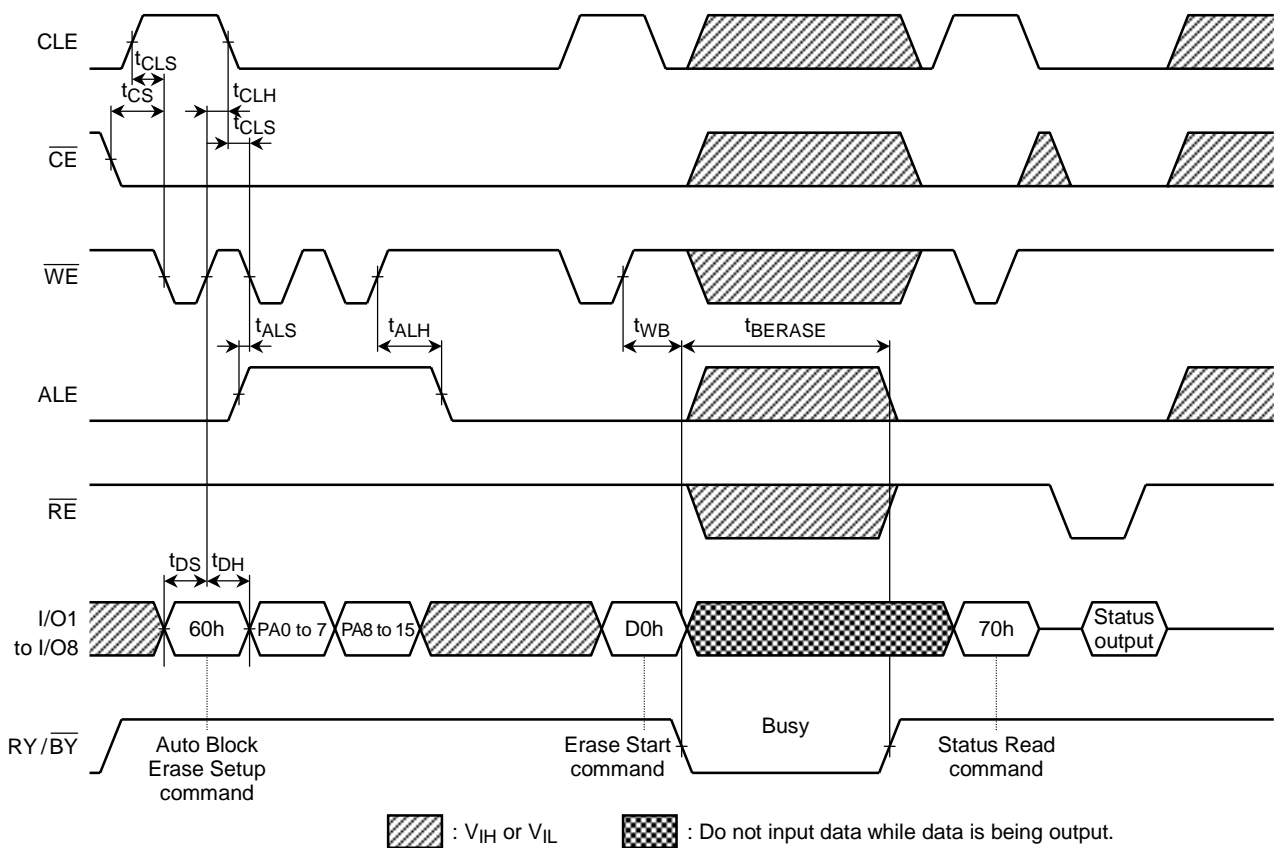 CLE
tCLS
tCS
tCLH
tCLS
CE
WE
tALS
tALH
tWB
tBERASE
ALE
RE
tDS
tDH
I/O1
to I/O8
60h
PA0 to 7
PA8 to 15
D0h
70h
Status
output
RY/BY
Busy
Auto Block
Erase Setup
command
Erase Start
command
Status Read
command
: VIH or VIL
: Do not input data while data is being output.